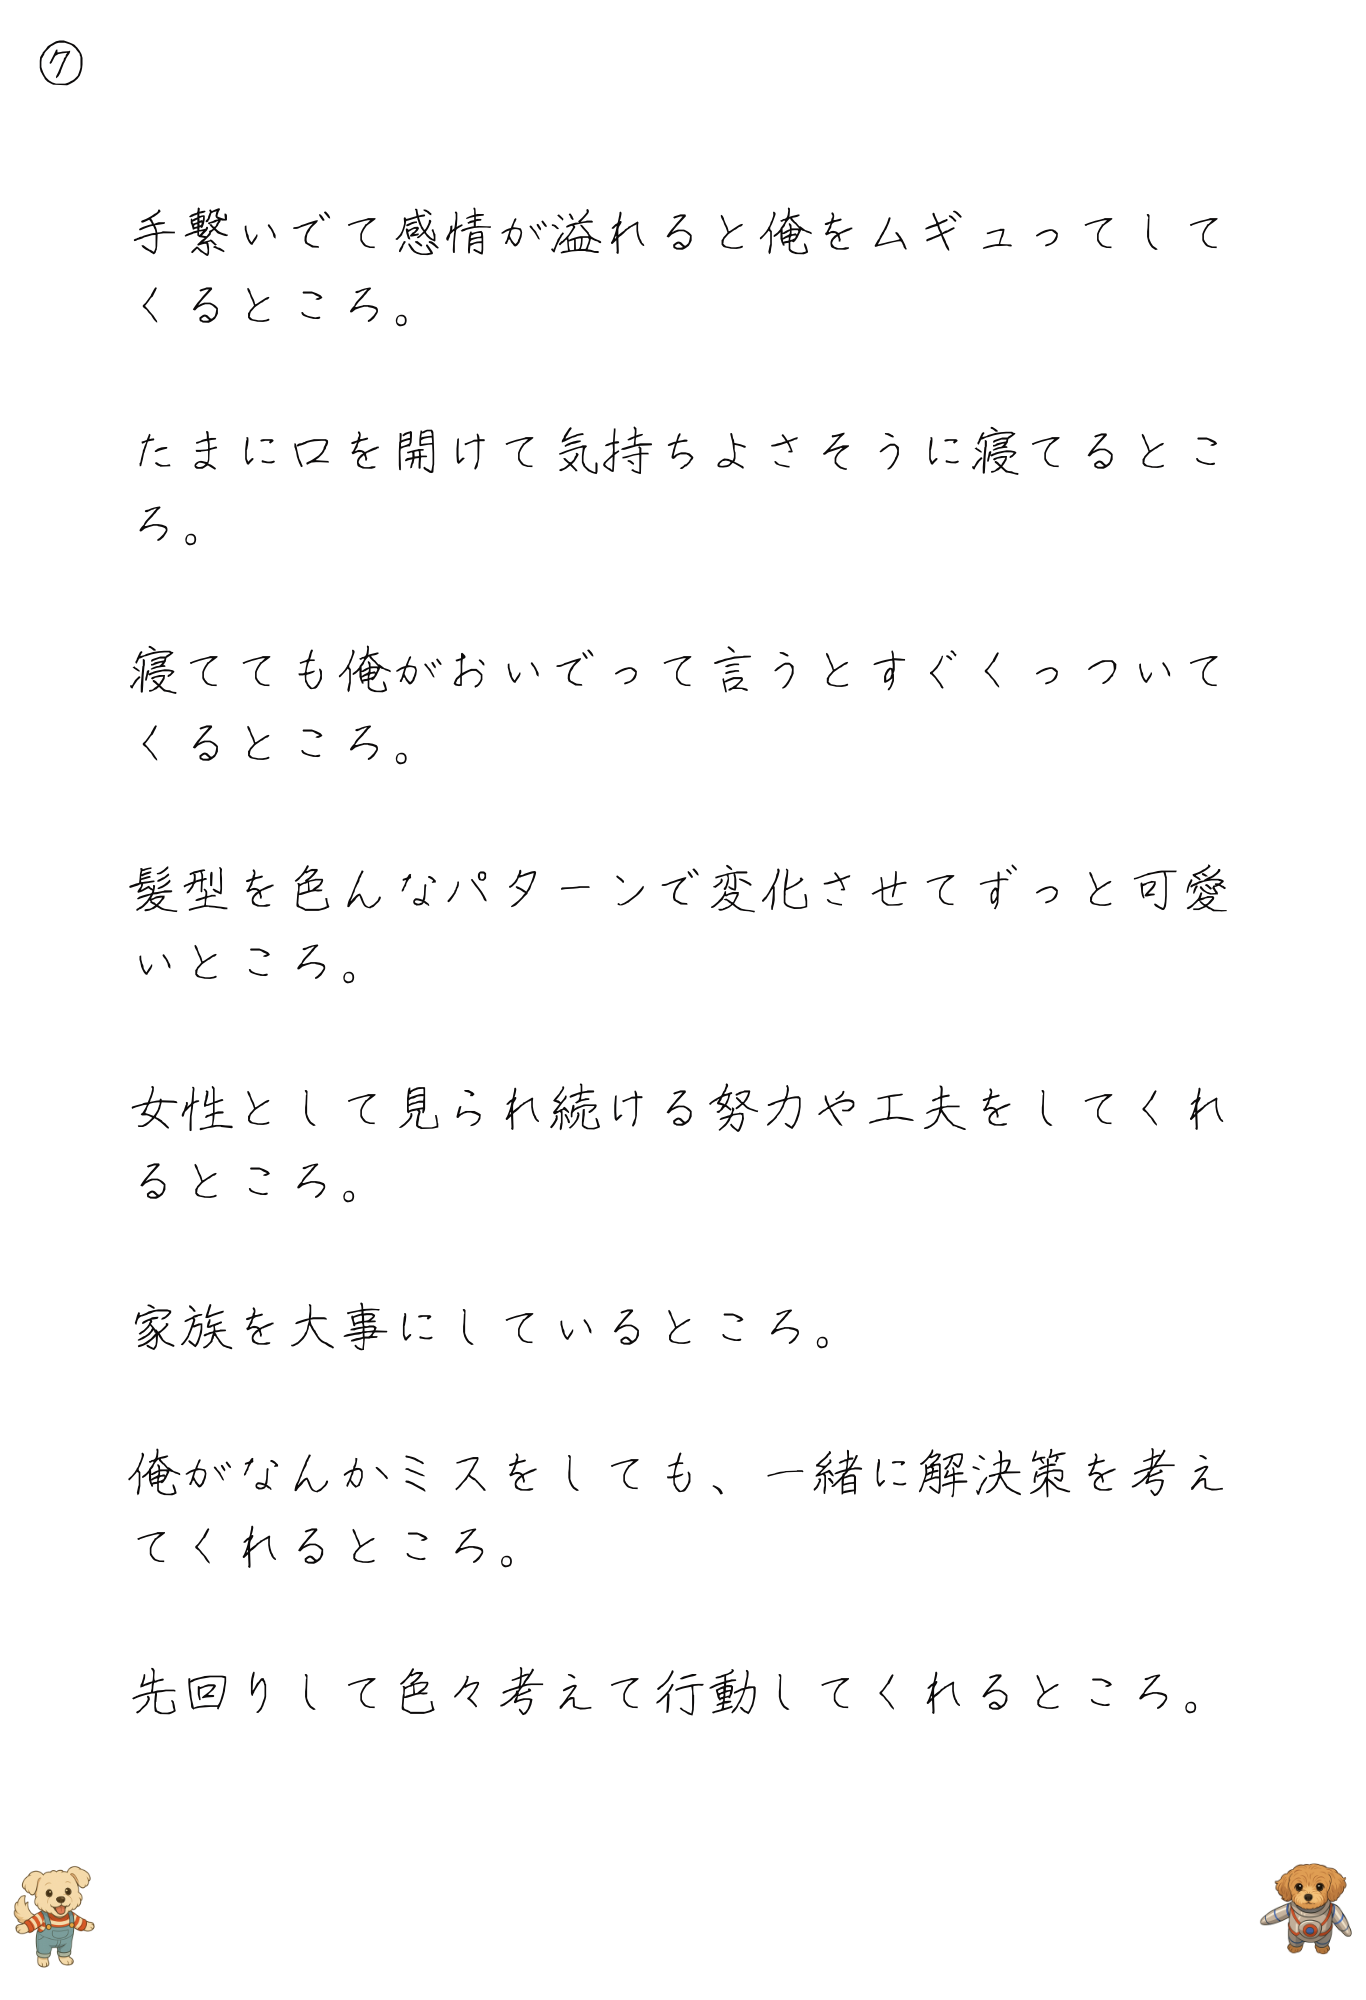 ⑦
手繋いでて感情が溢れると俺をムギュってして
くるところ。
たまに口を開けて気持ちよさそうに寝てるとこ
ろ。
寝てても俺がおいでって言うとすぐくっついて
くるところ。
髪型を色んなパターンで変化させてずっと可愛
いところ。
女性として見られ続ける努力や工夫をしてくれ
るところ。
家族を大事にしているところ。
俺がなんかミスをしても、一緒に解決策を考え
てくれるところ。
先回りして色々考えて行動してくれるところ。